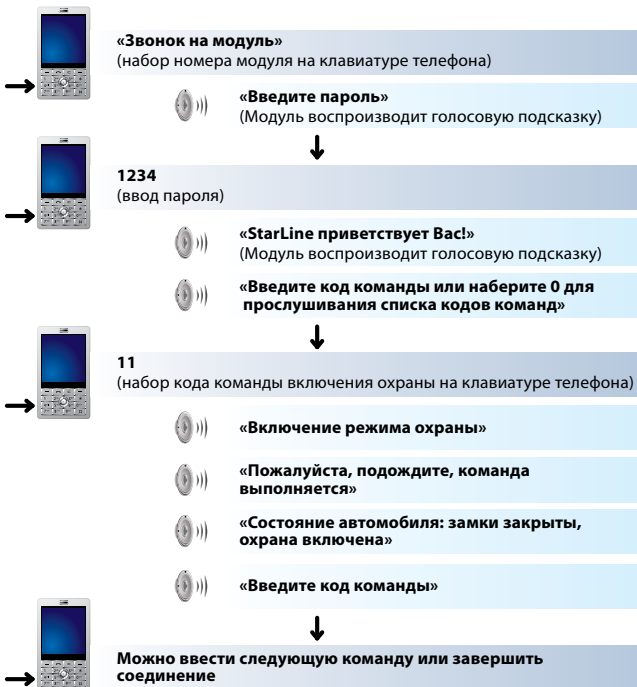 «Звонок на модуль»
(набор номера модуля на клавиатуре телефона)
«Введите пароль»
(Модуль воспроизводит голосовую подсказку)
1234
(ввод пароля)
«StarLine приветствует Вас!»
(Модуль воспроизводит голосовую подсказку)
«Введите код команды или наберите 0 для
прослушивания списка кодов команд»
11
(набор кода команды включения охраны на клавиатуре телефона)
«Включение режима охраны»
«Пожалуйста, подождите, команда
выполняется»
«Состояние автомобиля: замки закрыты,
охрана включена»
«Введите код команды»
Можно ввести следующую команду или завершить
соединение